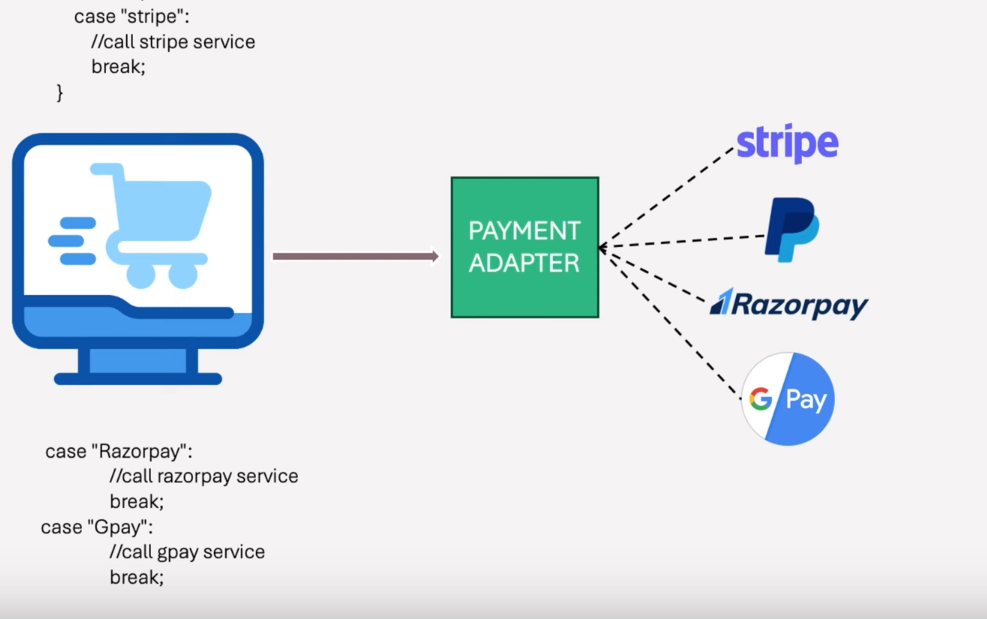 case "stripe":
//call stripe service
break;
}
stripe
PAYMENT
ADAPTER
Razorpay
G Pay
case "Razorpay":
//call razorpay service
break;
case "Gpay":
//call gpay service
break;